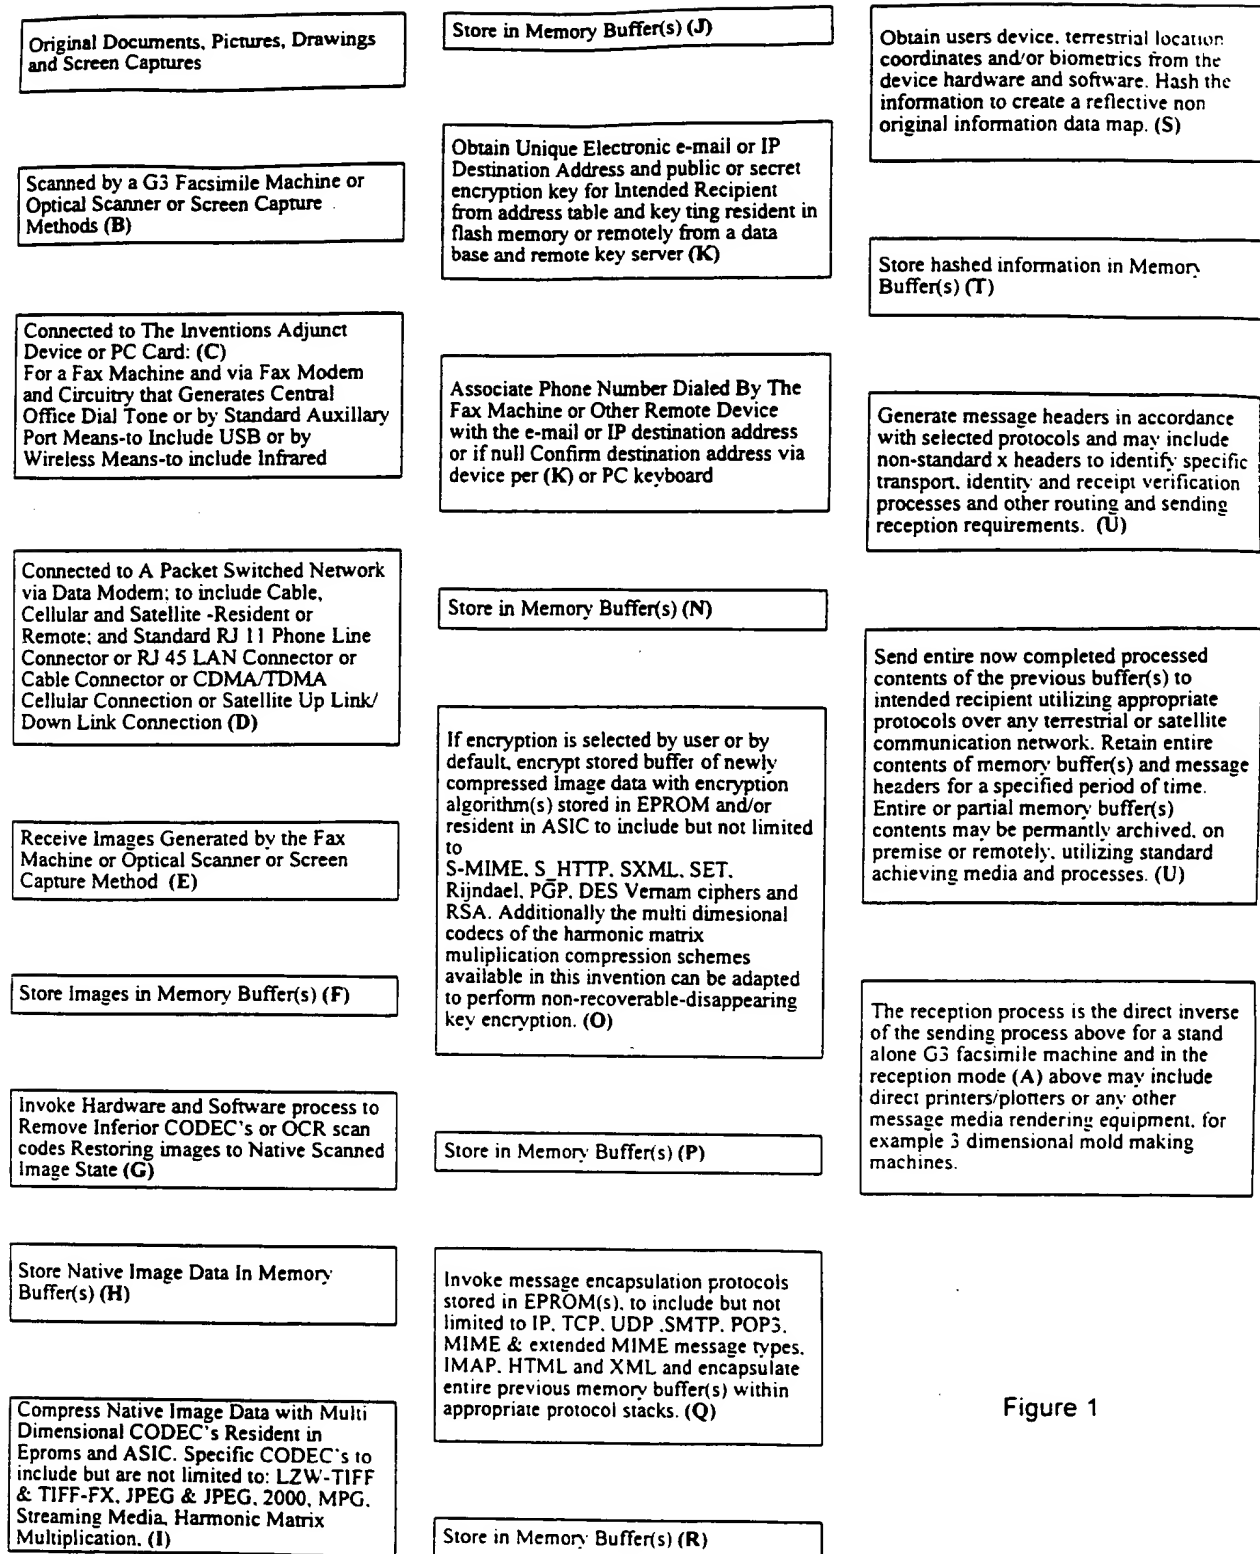 Original Documents, Pictures, Drawings
and Screen Captures
Scanned by a G3 Facsimile Machine or
Optical Scanner or Screen Capture
Methods (B)
Connected to The Inventions Adjunct
Device or PC Card: (C)
For a Fax Machine and via Fax Modem
and Circuitry that Generates Central
Office Dial Tone or by Standard Auxillary
Port Means-to Include USB or by
Wireless Means-to include Infrared
Connected to A Packet Switched Network
via Data Modem; to include Cable,
Cellular and Satellite -Resident or
Remote; and Standard RJ 11 Phone Line
Connector or RJ 45 LAN Connector or
Cable Connector or CDMA/TDMA
Cellular Connection or Satellite Up Link/
Down Link Connection (D)
Receive Images Generated by the Fax
Machine or Optical Scanner or Screen
Capture Method (E)
Store Images in Memory Buffer(s) (F)
Invoke Hardware and Software process to
Remove Inferior CODEC's or OCR scan
codes Restoring images to Native Scanned
Image State (G)
Store Native Image Data In Memory
Buffer(s) (H)
Compress Native Image Data with Multi
Dimensional CODEC's Resident in
Eproms and ASIC. Specific CODEC's to
include but are not limited to: LZW-TIFF
& TIFF-FX, JPEG & JPEG, 2000, MPG,
Streaming Media, Harmonic Matrix
Multiplication. (I)
Store in Memory Buffer(s) (J)
Obtain Unique Electronic e-mail or IP
Destination Address and public or secret
encryption key for Intended Recipient
from address table and key ting resident in
flash memory or remotely from a data
base and remote key server (K)
Associate Phone Number Dialed By The
Fax Machine or Other Remote Device
with the e-mail or IP destination address
or if null Confirm destination address via
device per (K) or PC keyboard
Store in Memory Buffer(s) (N)
If encryption is selected by user or by
default, encrypt stored buffer of newly
compressed Image data with encryption
algorithm(s) stored in EPROM and/or
resident in ASIC to include but not limited
to
S-MIME, S_HTTP, SXML, SET,
Rijndael, PGP, DES Vernam ciphers and
RSA. Additionally the multi dimesional
codecs of the harmonic matrix
muliplication compression schemes
available in this invention can be adapted
to perform non-recoverable-disappearing
key encryption. (O)
Store in Memory Buffer(s) (P)
Invoke message encapsulation protocols
stored in EPROM(s), to include but not
limited to IP, TCP, UDP ,SMTP, POP3,
MIME & extended MIME message types,
IMAP, HTML and XML and encapsulate
entire previous memory buffer(s) within
appropriate protocol stacks. (Q)
Store in Memory Buffer(s) (R)
Obtain users device, terrestrial location
coordinates and/or biometrics from the
device hardware and software. Hash the
information to create a reflective non
original information data map. (S)
Store hashed information in Memory
Buffer(s) (T)
Generate message headers in accordance
with selected protocols and may include
non-standard x headers to identify specific
transport, identity and receipt verification
processes and other routing and sending
reception requirements. (U)
Send entire now completed processed
contents of the previous buffer(s) to
intended recipient utilizing appropriate
protocols over any terrestrial or satellite
communication network. Retain entire
contents of memory buffer(s) and message
headers for a specified period of time.
Entire or partial memory buffer(s)
contents may be permantly archived, on
premise or remotely, utilizing standard
achieving media and processes. (U)
The reception process is the direct inverse
of the sending process above for a stand
alone G3 facsimile machine and in the
reception mode (A) above may include
direct printers/plotters or any other
message media rendering equipment, for
example 3 dimensional mold making
machines.
Figure 1